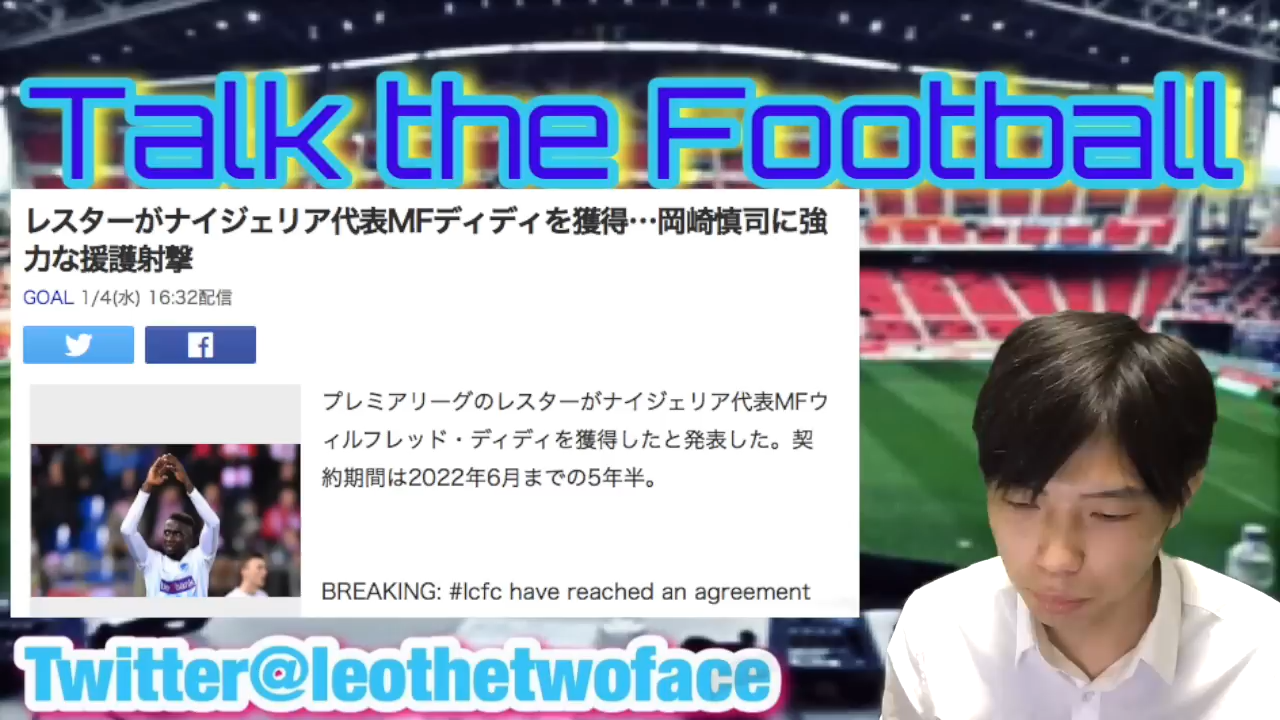 Talk the Football
レスターがナイジェリア代表MFディディを獲得…岡崎慎司に強
力な援護射撃
GOAL 1/4(水) 16:32配信
プレミアリーグのレスターがナイジェリア代表MFウ
ィルフレッド・ディディを獲得したと発表した。契
約期間は2022年6月までの5年半。
BREAKING: #lcfc have reached an agreement
Twitter@leothetwoface